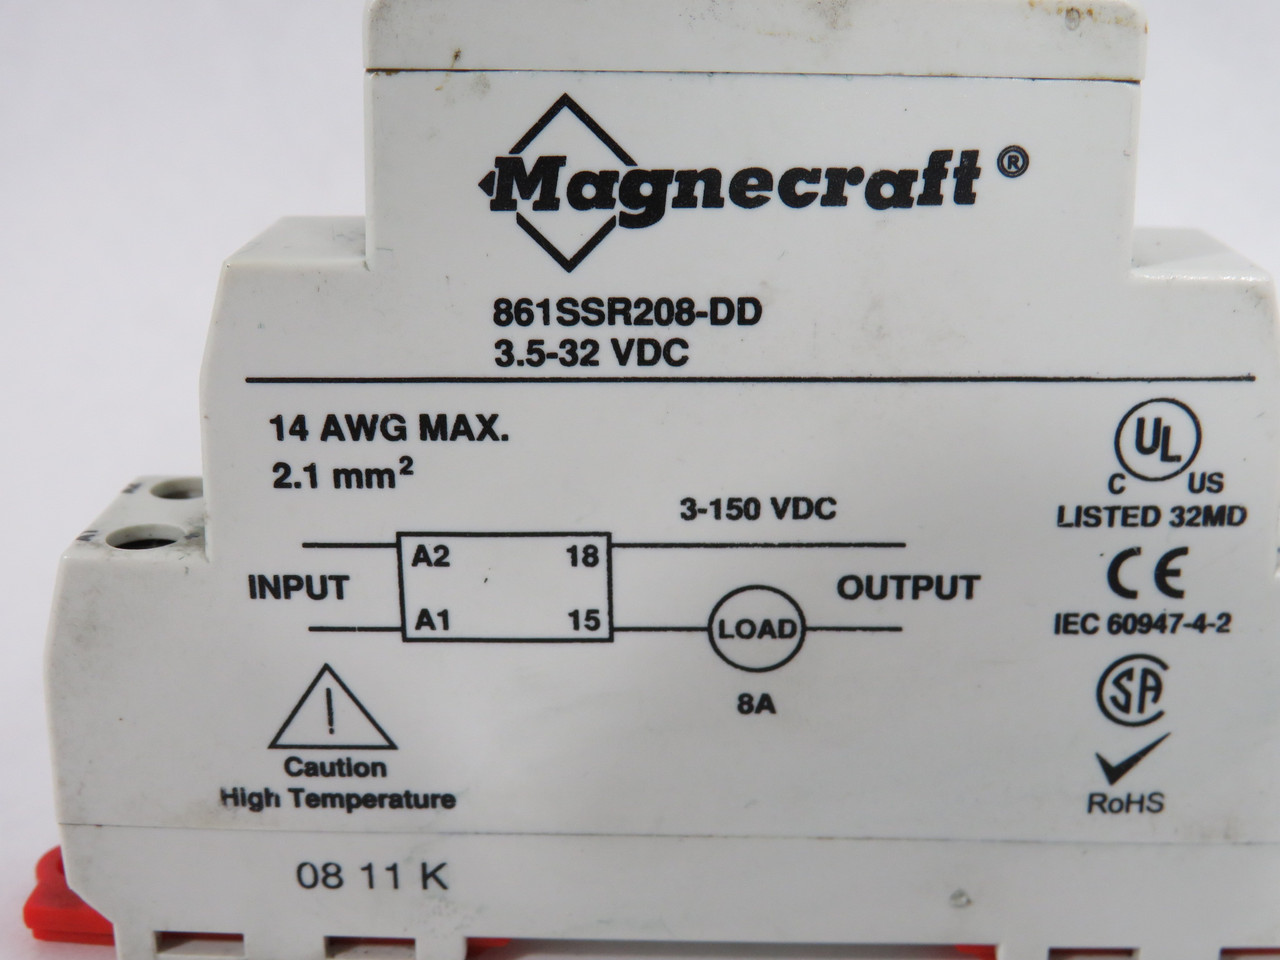 Magnecraft ®
861SSR208-DD
3.5-32 VDC
14 AWG MAX.
2.1 mm²
3-150 VDC
INPUT
A2 18
A1 15
LOAD
OUTPUT
8A
Caution
High Temperature
UL
C US
LISTED 32MD
CE
IEC 60947-4-2
SA
RoHS
08 11 K